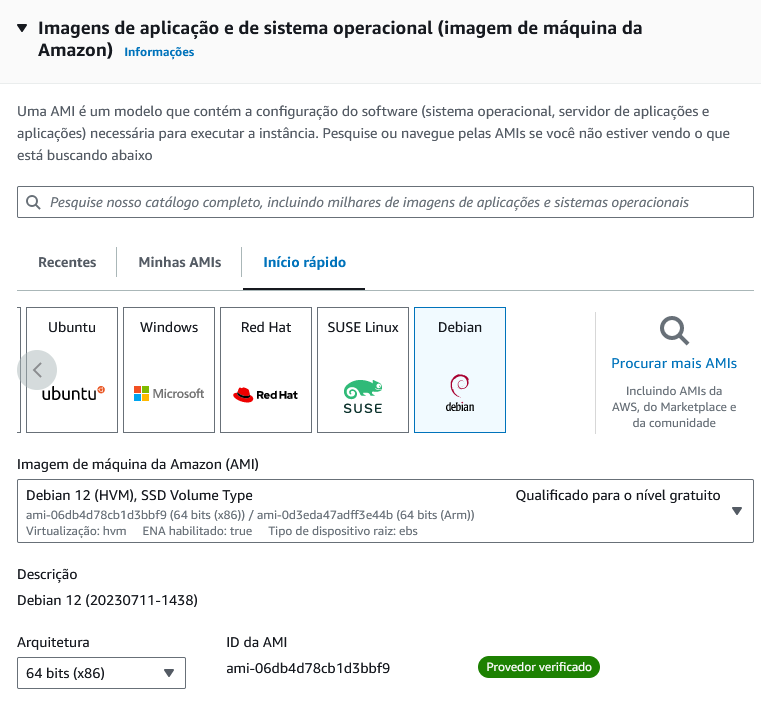 Imagens de aplicação e de sistema operacional (imagem de máquina da
Amazon) Informações
Uma AMI é um modelo que contém a configuração do software (sistema operacional, servidor de aplicações e
aplicações) necessária para executar a instância. Pesquise ou navegue pelas AMIs se você não estiver vendo o que
está buscando abaixo
Pesquise nosso catálogo completo, incluindo milhares de imagens de aplicações e sistemas operacionais
Recentes Minhas AMIs Início rápido
Ubuntu Windows Red Hat SUSE Linux Debian
ubuntu Microsoft Red Hat SUSE debian
Procurar mais AMIs
Incluindo AMIs da
AWS, do Marketplace e
da comunidade
Imagem de máquina da Amazon (AMI)
Debian 12 (HVM), SSD Volume Type Qualificado para o nível gratuito
ami-06db4d78cb1d3bbf9 (64 bits (x86)) / ami-0d3eda47adff3e44b (64 bits (Arm))
Virtualização: hvm ENA habilitado: true Tipo de dispositivo raiz: ebs
Descrição
Debian 12 (20230711-1438)
Arquitetura ID da AMI
64 bits (x86) ami-06db4d78cb1d3bbf9 Provedor verificado